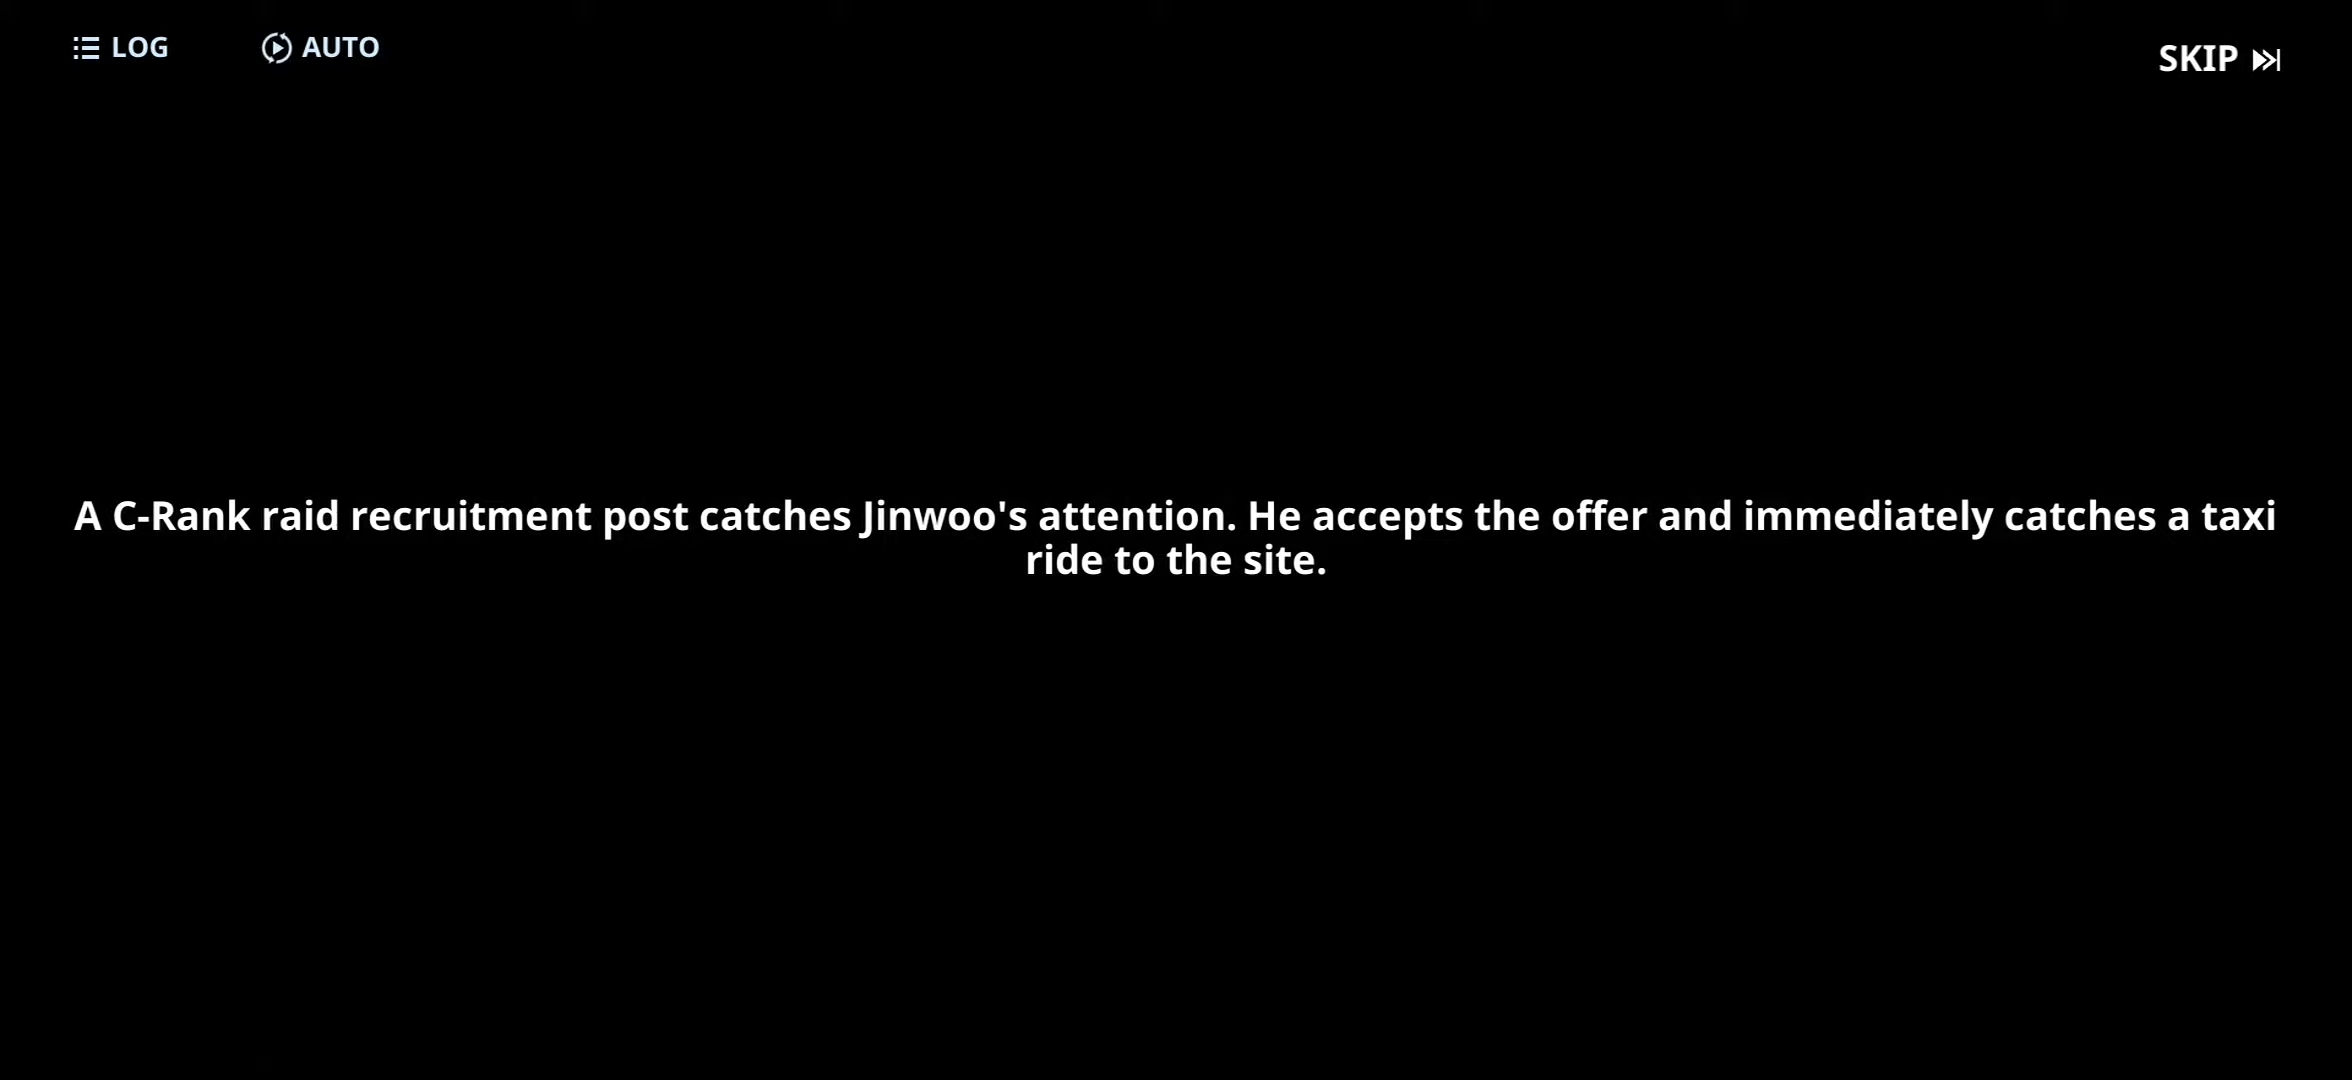 LOG
AUTO
SKIP
A C-Rank raid recruitment post catches Jinwoo's attention. He accepts the offer and immediately catches a taxi
ride to the site.